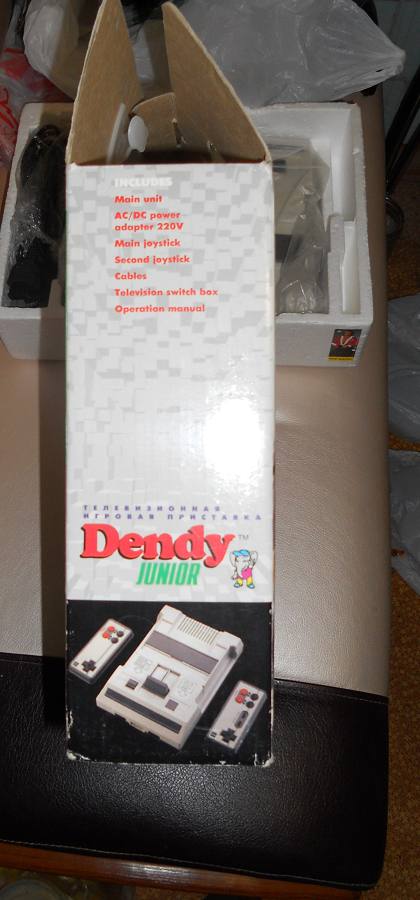 INCLUDES
Main unit
AC/DC power
adapter 220V
Main joystick
Second joystick
Cables
Television switch box
Operation manual
ТЕЛЕВИЗИОННАЯ
ИГРОВАЯ ПРИСТАВКА
Dendy™
JUNIOR